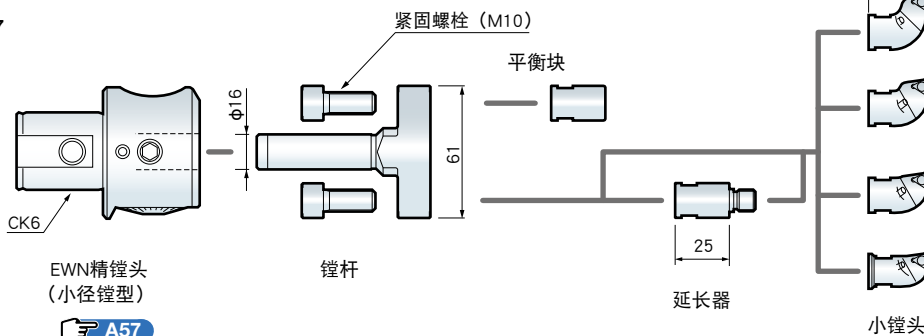 紧固螺栓（M10）
平衡块
φ16
61
CK6
25
EWN精镗头
（小径镗型）
镗杆
延长器
小镗头
A57